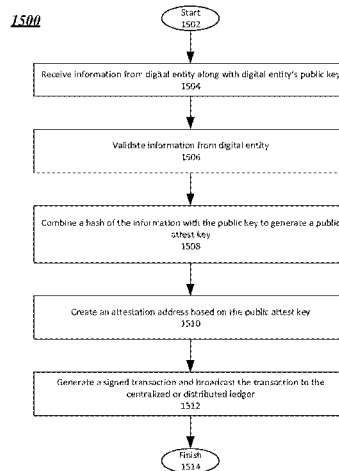 1500
Start
1502
Receive information from digital entity along with digital entity's public key
1504
Validate information from digital entity
1506
Combine a hash of the information with the public key to generate a public
attest key
1508
Create an attestation address based on the public attest key
1510
Generate a signed transaction and broadcast the transaction to the
centralized or distributed ledger
1512
Finish
1514